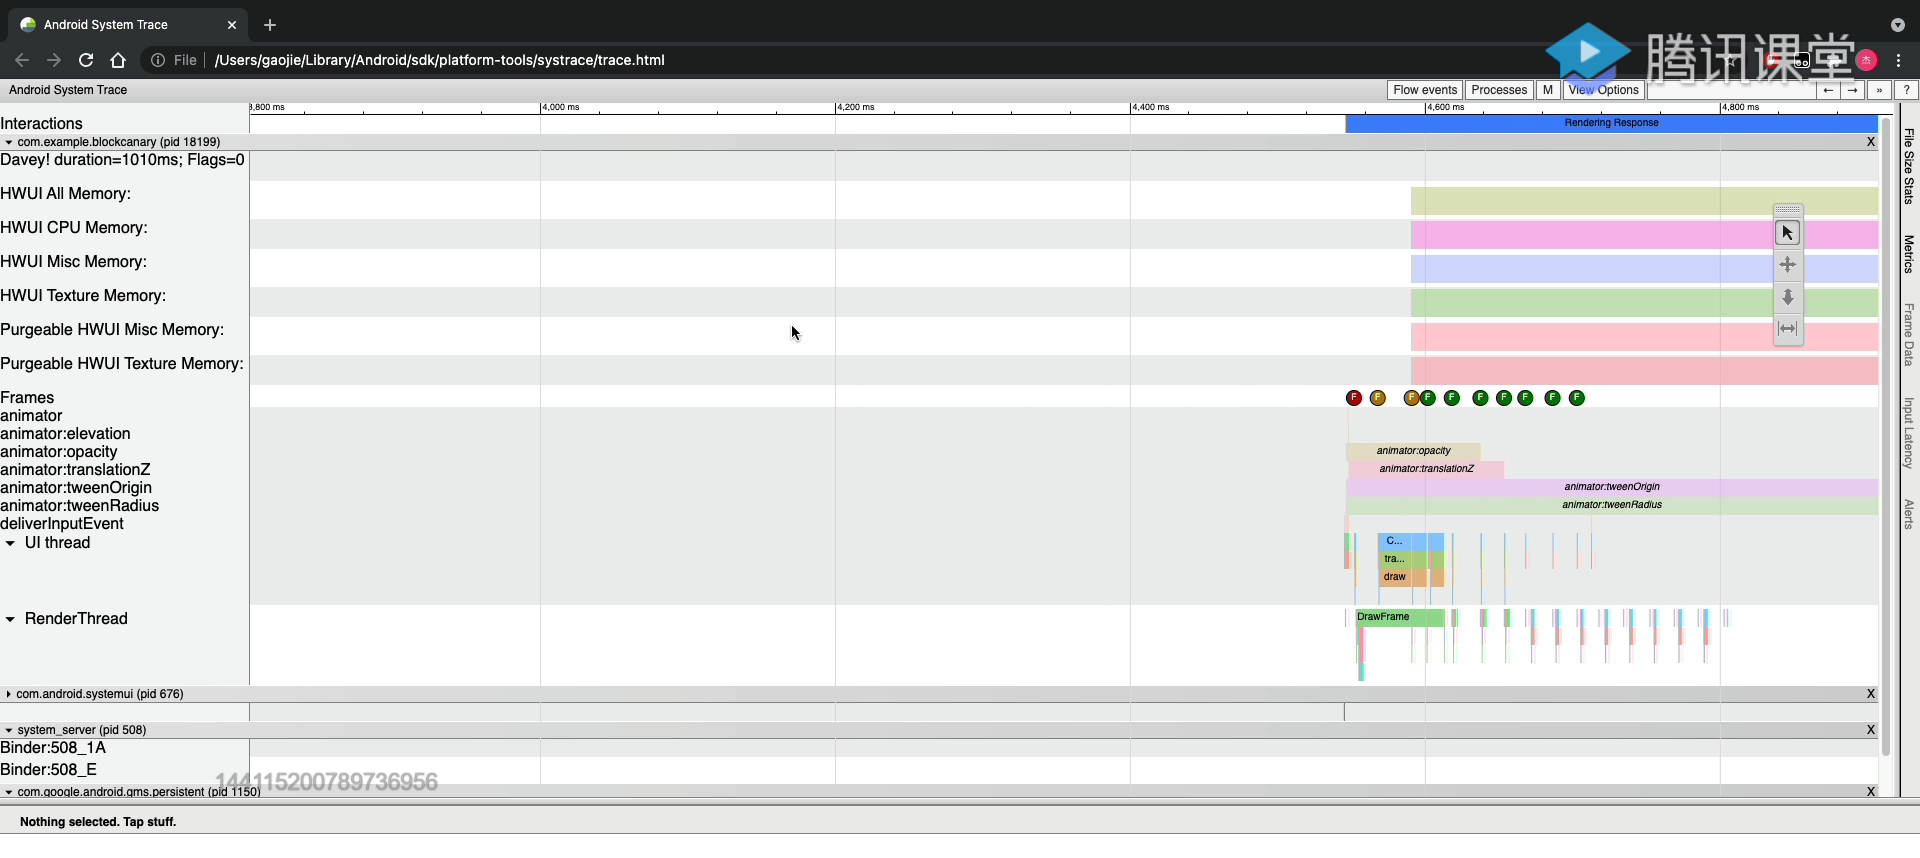 Android System Trace
File
/Users/gaojie/Library/Android/sdk/platform-tools/systrace/trace.html
杰
腾讯课堂
Android System Trace
Flow events
Processes
M
View Options
←
→
»
?
3,800 ms
4,000 ms
4,200 ms
4,400 ms
4,600 ms
4,800 ms
Interactions
Rendering Response
com.example.blockcanary (pid 18199)
X
Davey! duration=1010ms; Flags=0
HWUI All Memory:
HWUI CPU Memory:
HWUI Misc Memory:
HWUI Texture Memory:
Purgeable HWUI Misc Memory:
Purgeable HWUI Texture Memory:
Frames
F F F F F F F F F F
animator
animator:elevation
animator:opacity
animator:opacity
animator:translationZ
animator:translationZ
animator:tweenOrigin
animator:tweenOrigin
animator:tweenRadius
animator:tweenRadius
deliverInputEvent
UI thread
C...
tra...
draw
RenderThread
DrawFrame
com.android.systemui (pid 676)
X
system_server (pid 508)
X
Binder:508_1A
Binder:508_E
144115200789736956
com.google.android.gms.persistent (pid 1150)
X
Nothing selected. Tap stuff.
File Size Stats
Metrics
Frame Data
Input Latency
Alerts